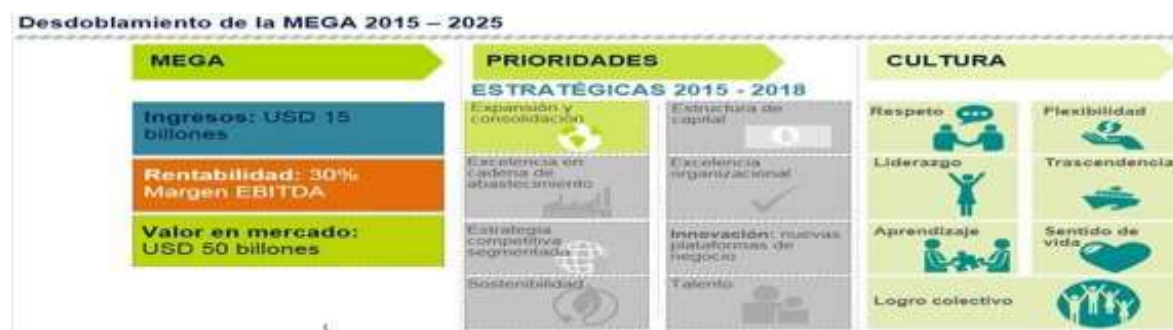 Desdoblamiento de la MEGA 2015 – 2025
MEGA
Ingresos: USD 15
billones
Rentabilidad: 30%
Margen EBITDA
Valor en mercado:
USD 50 billones
PRIORIDADES
ESTRATÉGICAS 2015 - 2018
Expansión y
consolidación
Estructura de
capital
Excelencia en
cadena de
abastecimiento
Excelencia
organizacional
Estrategia
competitiva
segmentada
Innovación: nuevas
plataformas de
negocio
Sostenibilidad
Talento
CULTURA
Respeto
Flexibilidad
Liderazgo
Trascendencia
Aprendizaje
Sentido de
vida
Logro colectivo